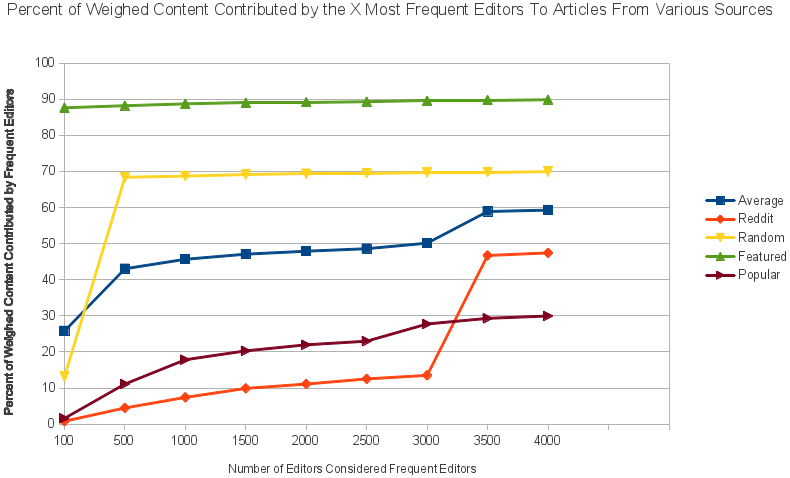 Percent of Weighed Content Contributed by the X Most Frequent Editors To Articles From Various Sources
Percent of Weighed Content Contributed by Frequent Editors
100
90
80
70
60
50
40
30
20
10
0
100 500 1000 1500 2000 2500 3000 3500 4000
Number of Editors Considered Frequent Editors
Average
Reddit
Random
Featured
Popular